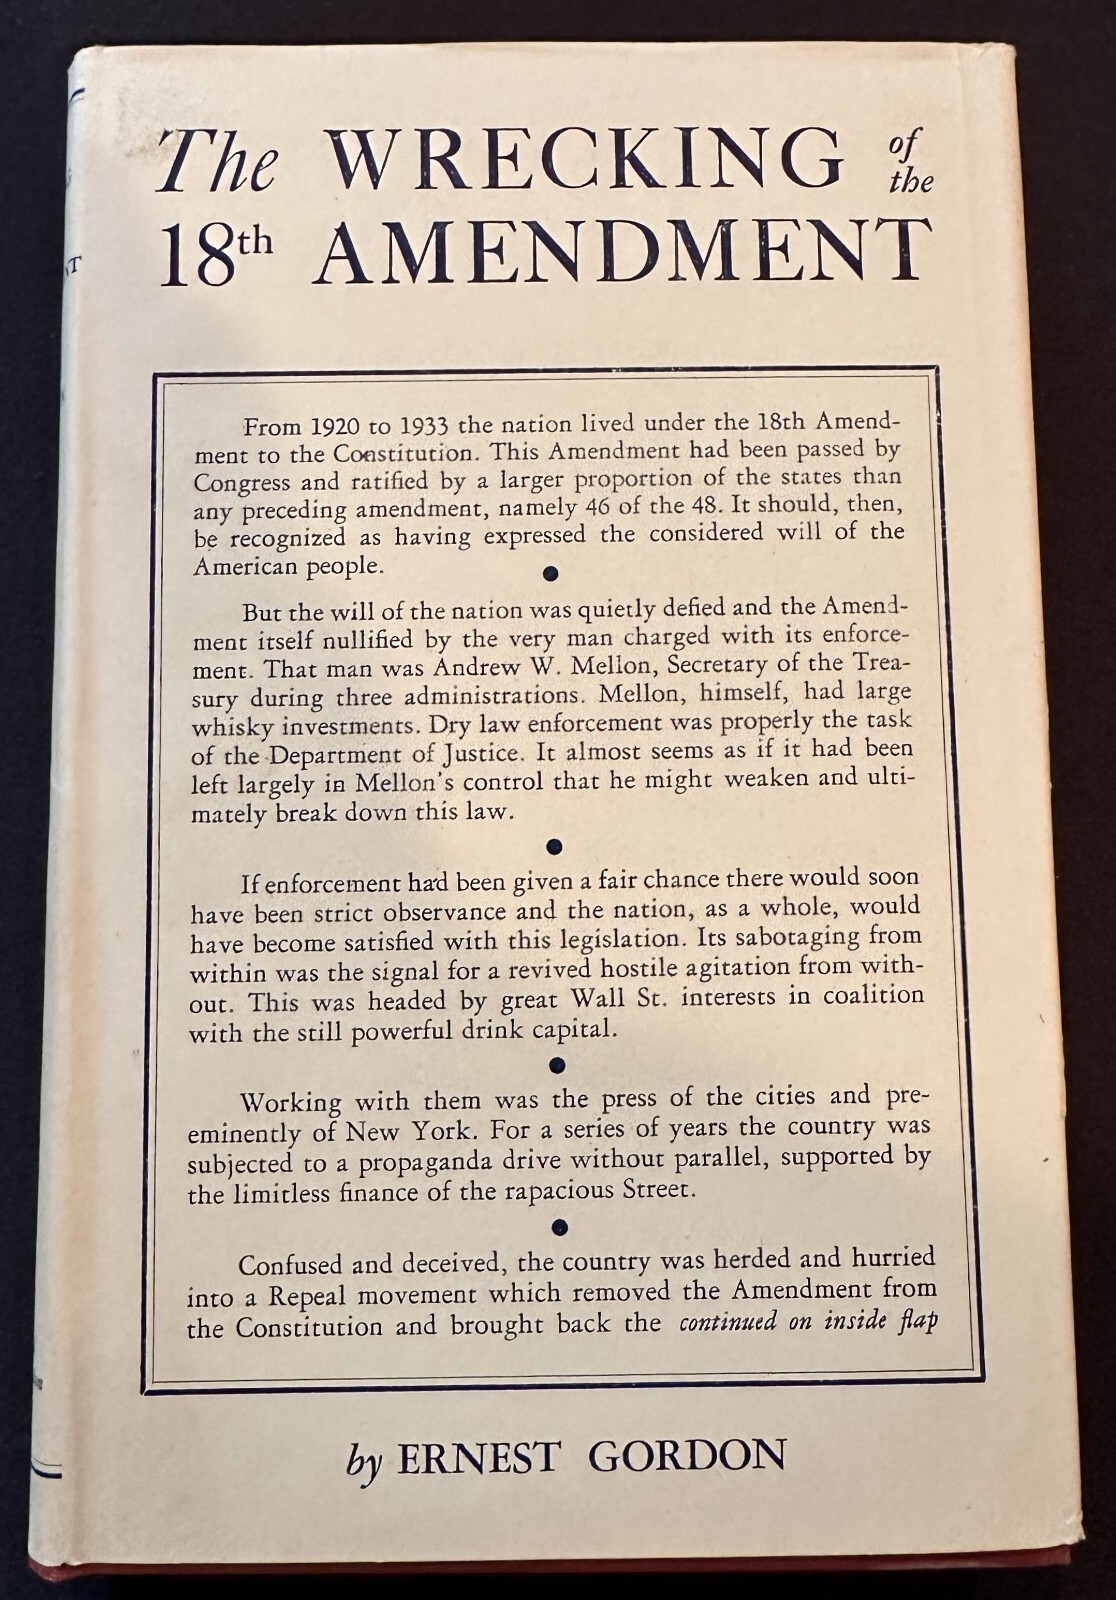 The WRECKING of the
18th AMENDMENT
From 1920 to 1933 the nation lived under the 18th Amend-
ment to the Constitution. This Amendment had been passed by
Congress and ratified by a larger proportion of the states than
any preceding amendment, namely 46 of the 48. It should, then,
be recognized as having expressed the considered will of the
American people.
But the will of the nation was quietly defied and the Amend-
ment itself nullified by the very man charged with its enforce-
ment. That man was Andrew W. Mellon, Secretary of the Trea-
sury during three administrations. Mellon, himself, had large
whisky investments. Dry law enforcement was properly the task
of the Department of Justice. It almost seems as if it had been
left largely in Mellon's control that he might weaken and ulti-
mately break down this law.
If enforcement had been given a fair chance there would soon
have been strict observance and the nation, as a whole, would
have become satisfied with this legislation. Its sabotaging from
within was the signal for a revived hostile agitation from with-
out. This was headed by great Wall St. interests in coalition
with the still powerful drink capital.
Working with them was the press of the cities and pre-
eminently of New York. For a series of years the country was
subjected to a propaganda drive without parallel, supported by
the limitless finance of the rapacious Street.
Confused and deceived, the country was herded and hurried
into a Repeal movement which removed the Amendment from
the Constitution and brought back the continued on inside flap
by ERNEST GORDON